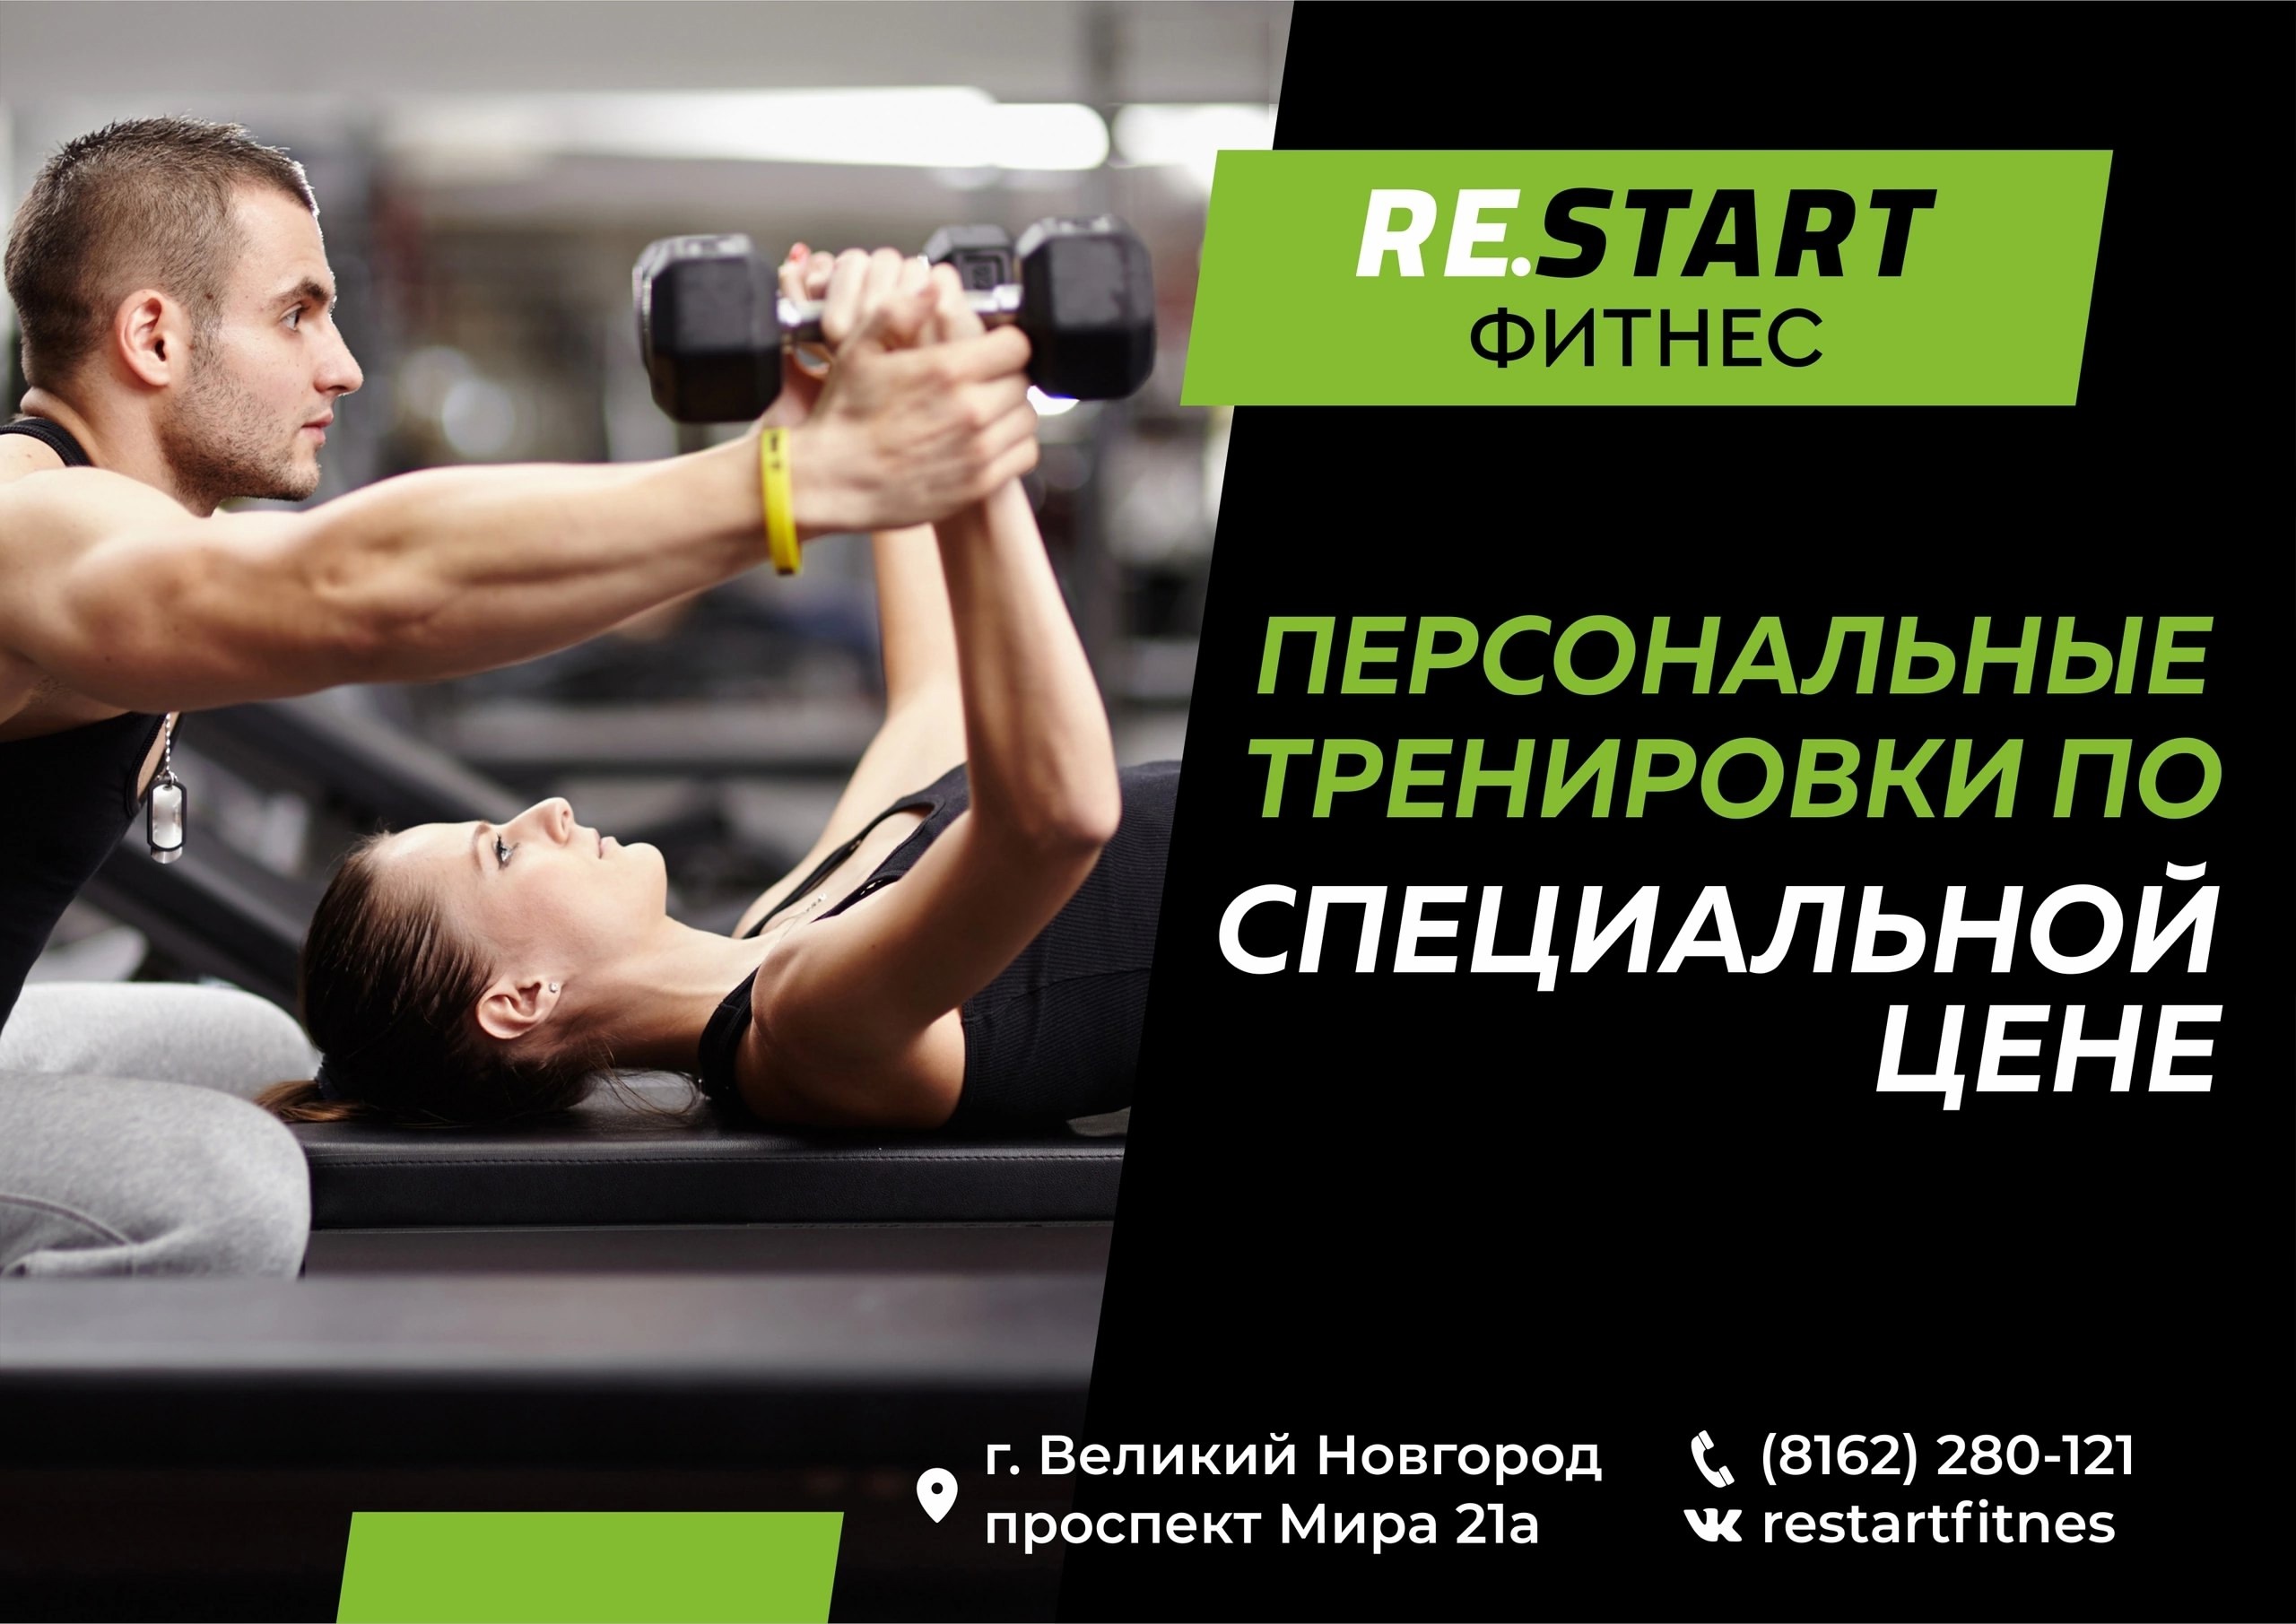 RE.START
ФИТНЕС
ПЕРСОНАЛЬНЫЕ
ТРЕНИРОВКИ ПО
СПЕЦИАЛЬНОЙ
ЦЕНЕ
г. Великий Новгород
проспект Мира 21а
(8162) 280-121
restartfitnes